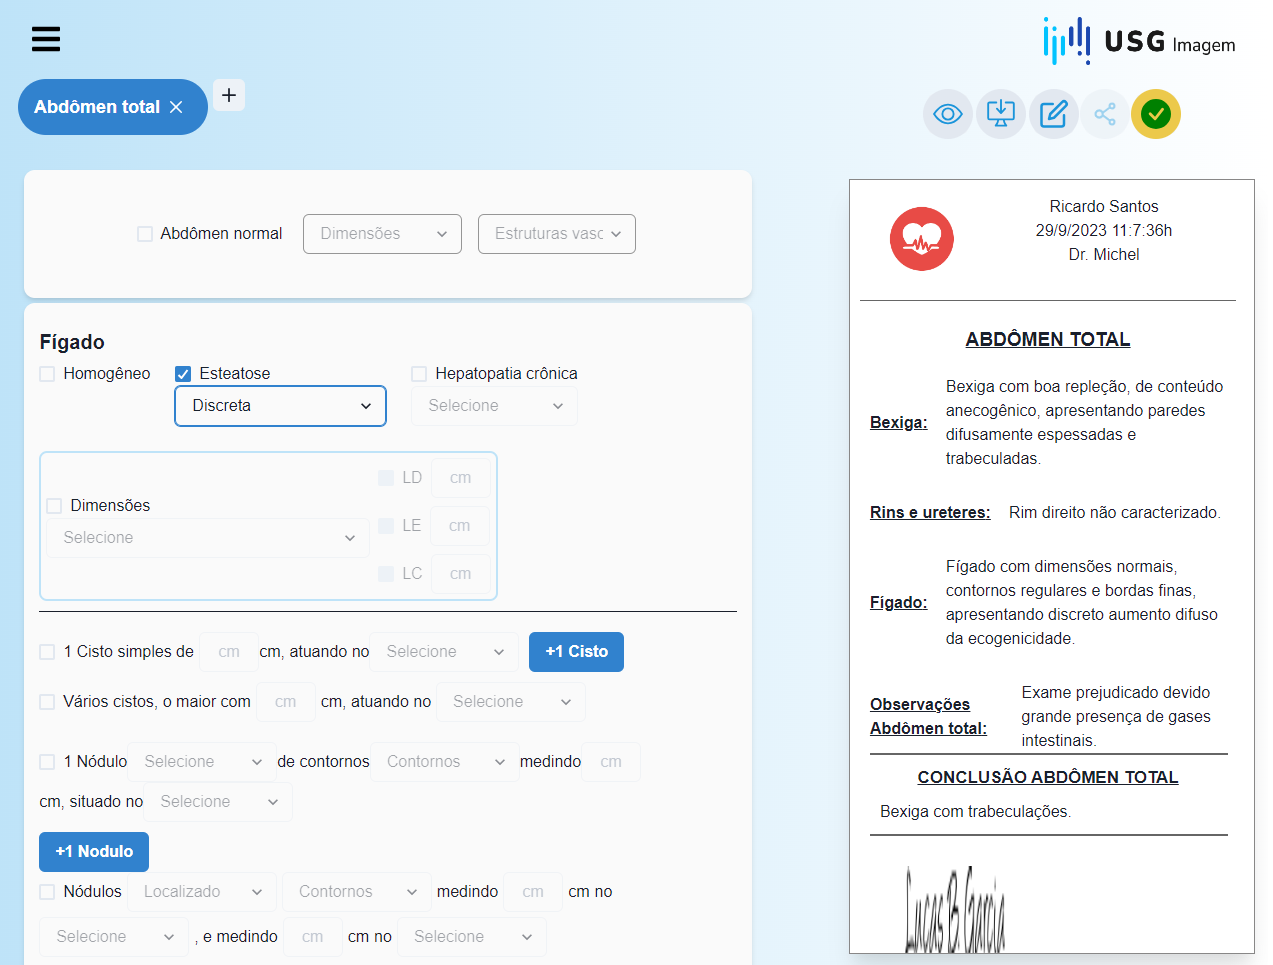 USG Imagem
Abdômen total
Abdômen normal Dimensões Estruturas vasc
Fígado
Homogêneo Esteatose Hepatopatia crônica
Discreta Selecione
LD cm
Dimensões
LE cm
Selecione
LC cm
1 Cisto simples de cm cm, atuando no Selecione +1 Cisto
Vários cistos, o maior com cm cm, atuando no Selecione
1 Nódulo Selecione de contornos Contornos medindo cm
cm, situado no Selecione
+1 Nodulo
Nódulos Localizado Contornos medindo cm cm no
Selecione , e medindo cm cm no Selecione
Ricardo Santos
29/9/2023 11:7:36h
Dr. Michel
ABDÔMEN TOTAL
Bexiga: Bexiga com boa repleção, de conteúdo
anecogênico, apresentando paredes
difusamente espessadas e
trabeculadas.
Rins e ureteres: Rim direito não caracterizado.
Fígado: Fígado com dimensões normais,
contornos regulares e bordas finas,
apresentando discreto aumento difuso
da ecogenicidade.
Observações
Abdômen total: Exame prejudicado devido
grande presença de gases
intestinais.
CONCLUSÃO ABDÔMEN TOTAL
Bexiga com trabeculações.
Lucas B Garcia